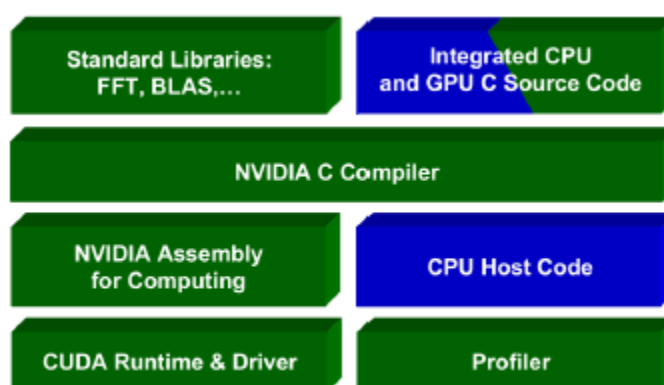 Standard Libraries:
FFT, BLAS,...
Integrated CPU
and GPU C Source Code
NVIDIA C Compiler
NVIDIA Assembly
for Computing
CPU Host Code
CUDA Runtime & Driver
Profiler